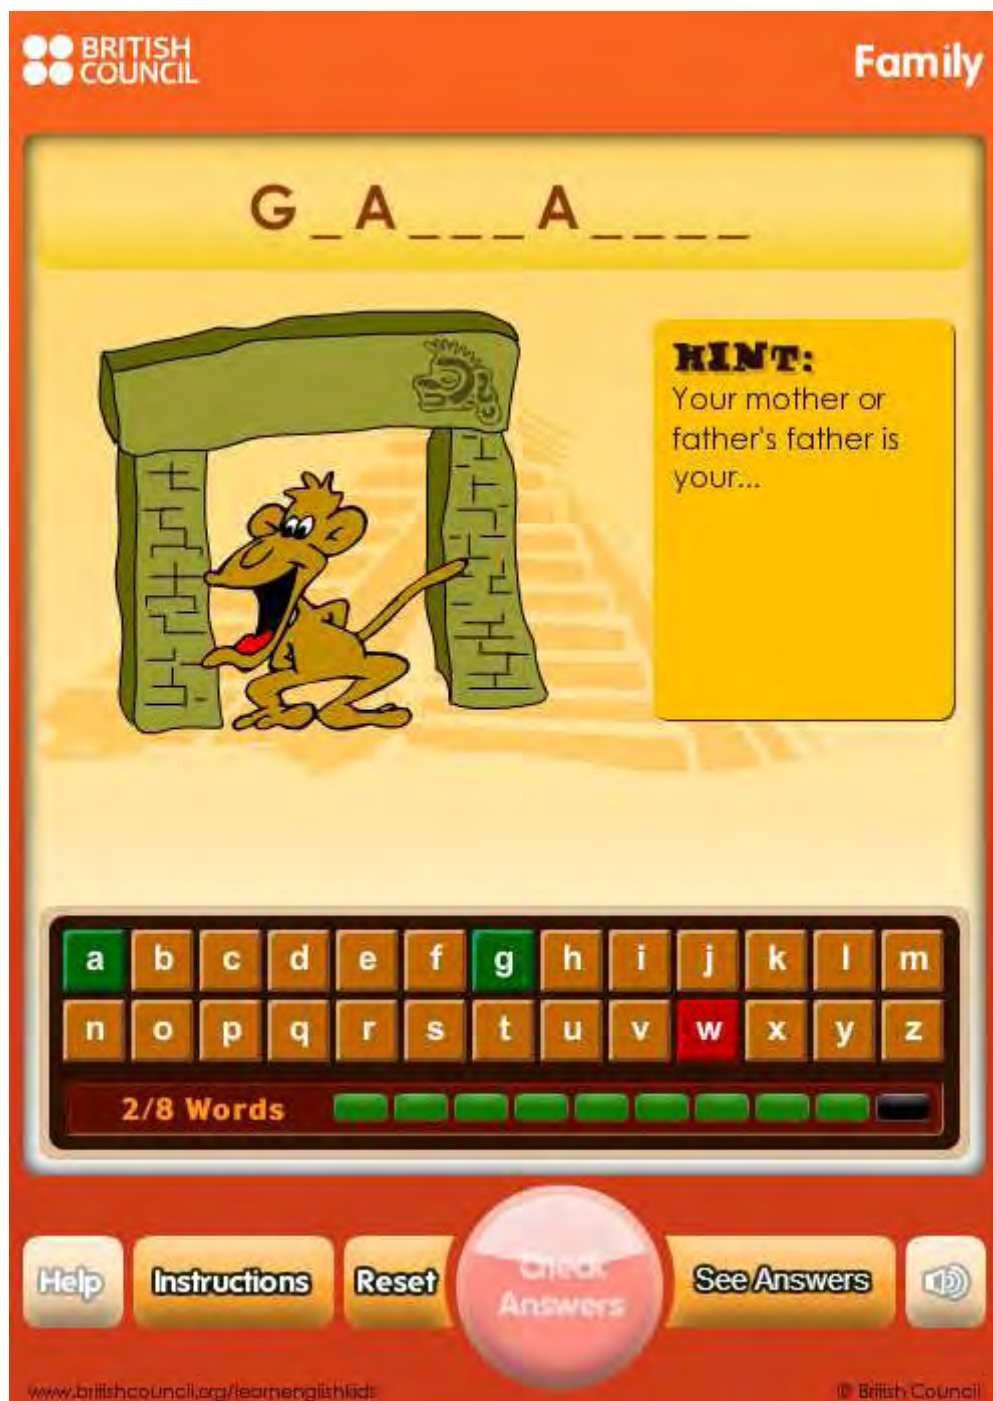 BRITISH
COUNCIL
Family
G _ A _ _ _ A _ _ _ _
HINT:
Your mother or
father's father is
your...
a b c d e f g h i j k l m
n o p q r s t u v w x y z
2/8 Words
Help
Instructions
Reset
Check
Answers
See Answers
www.britishcouncil.org/learnenglishkids
© British Council